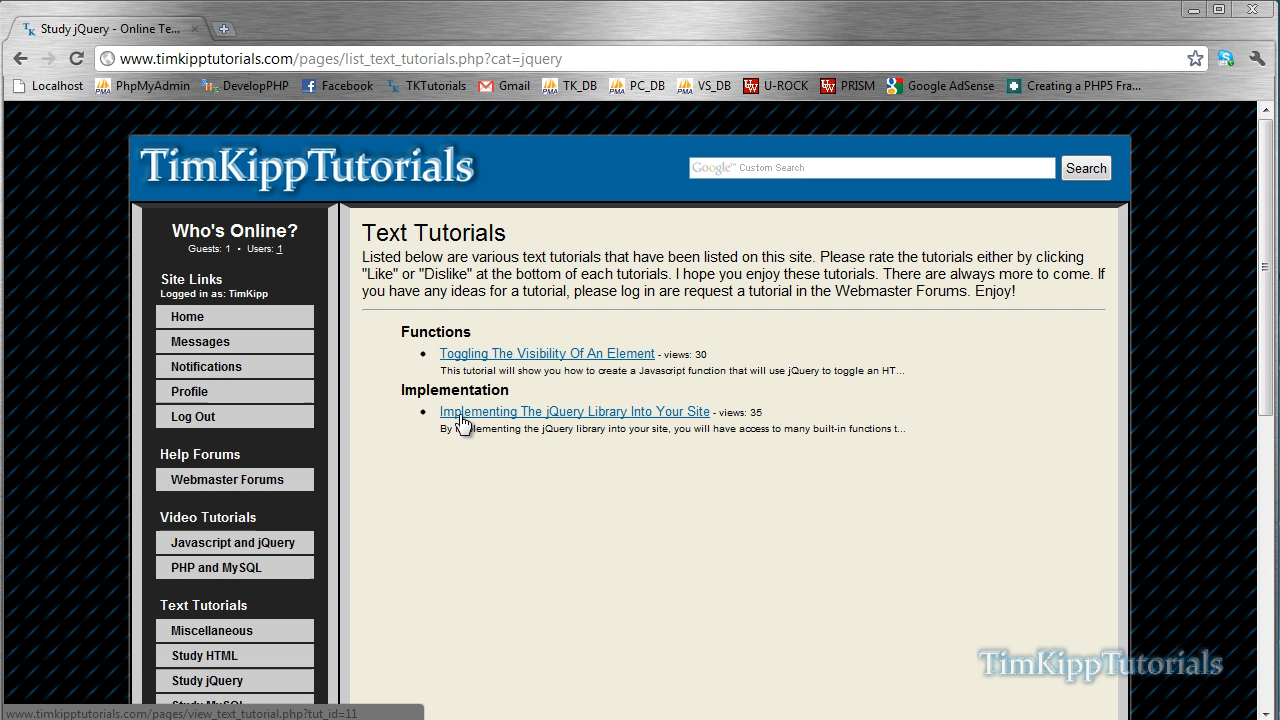 Study jQuery - Online Te...
www.timkipptutorials.com/pages/list_text_tutorials.php?cat=jquery
Localhost PhpMyAdmin DevelopPHP Facebook TKTutorials Gmail TK_DB PC_DB VS_DB U-ROCK PRISM Google AdSense Creating a PHP5 Fra...
TimKippTutorials
Google™ Custom Search
Search
Who's Online?
Guests: 1 • Users: 1
Site Links
Logged in as: TimKipp
Home
Messages
Notifications
Profile
Log Out
Help Forums
Webmaster Forums
Video Tutorials
Javascript and jQuery
PHP and MySQL
Text Tutorials
Miscellaneous
Study HTML
Study jQuery
Text Tutorials
Listed below are various text tutorials that have been listed on this site. Please rate the tutorials either by clicking
"Like" or "Dislike" at the bottom of each tutorials. I hope you enjoy these tutorials. There are always more to come. If
you have any ideas for a tutorial, please log in are request a tutorial in the Webmaster Forums. Enjoy!
Functions
• Toggling The Visibility Of An Element - views: 30
This tutorial will show you how to create a Javascript function that will use jQuery to toggle an HT...
Implementation
• Implementing The jQuery Library Into Your Site - views: 35
By implementing the jQuery library into your site, you will have access to many built-in functions t...
TimKippTutorials
www.timkipptutorials.com/pages/view_text_tutorial.php?tut_id=11